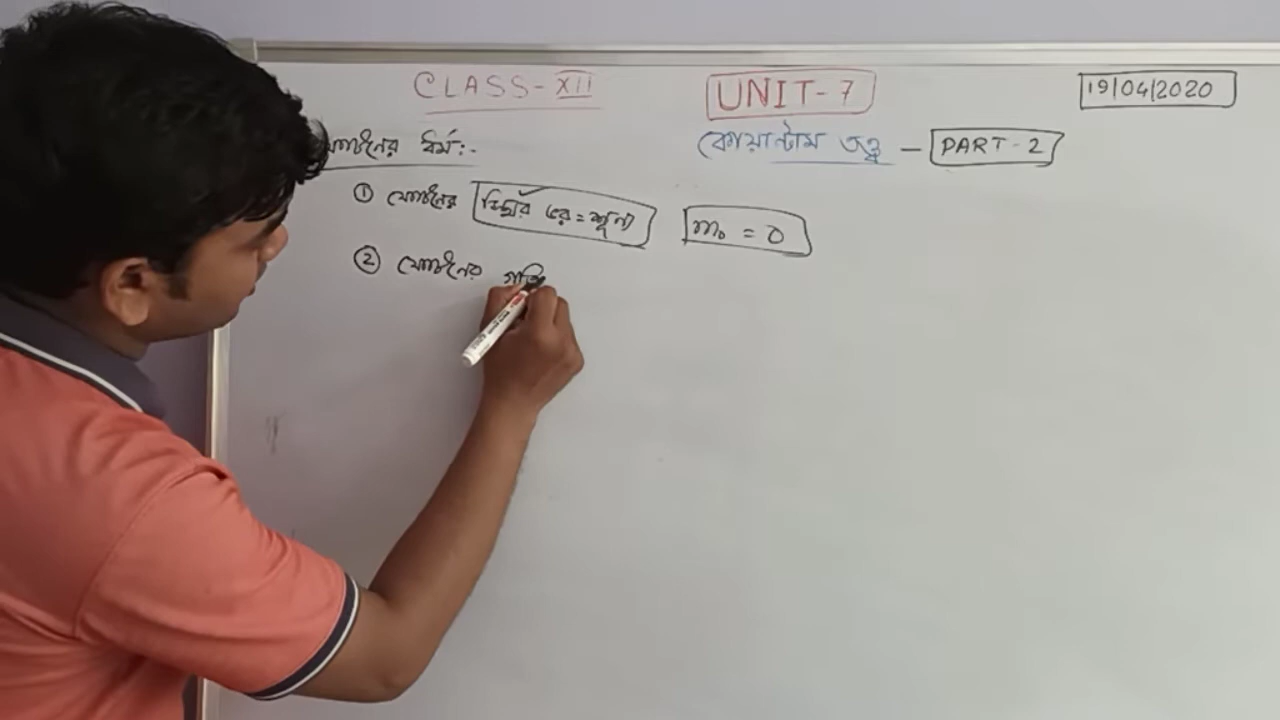 CLASS-XII UNIT-7 19/04/2020
ফোটনের ধর্ম:- কোয়ান্টাম তত্ত্ব — PART-2
① ফোটনের স্থির ভর = শূন্য m₀ = 0
② ফোটনের গতি